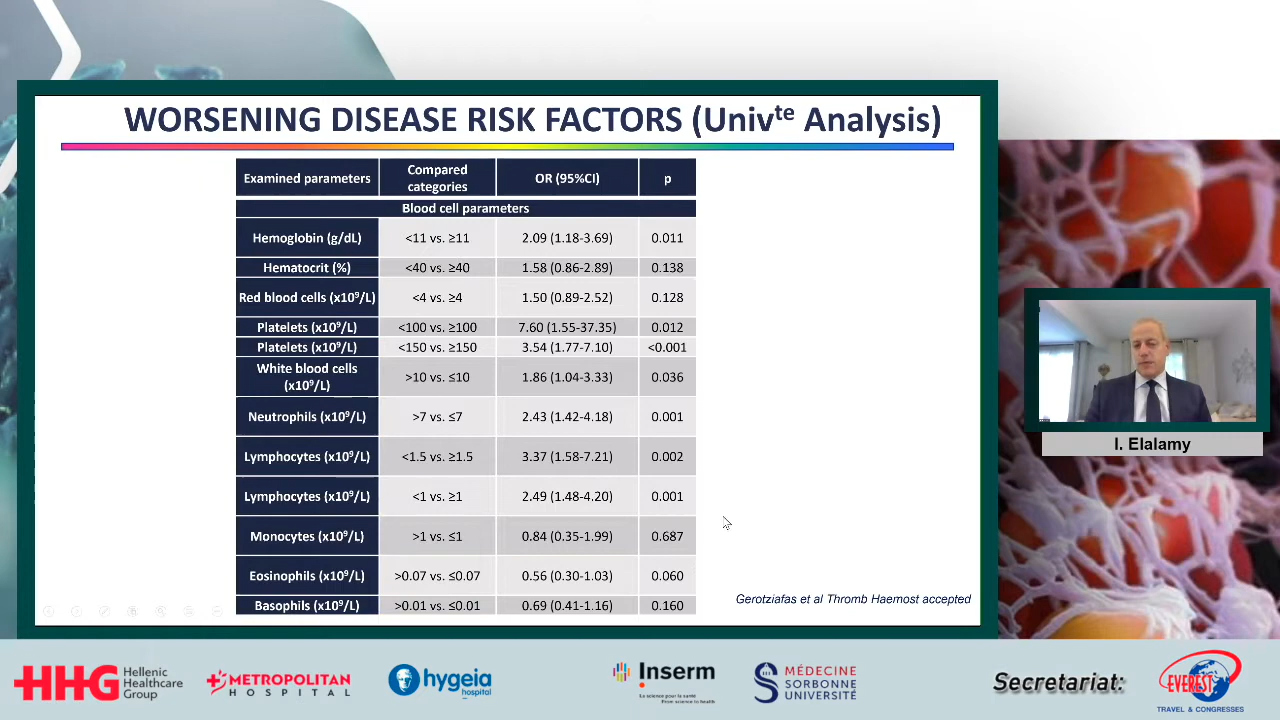 WORSENING DISEASE RISK FACTORS (Univte Analysis)
Examined parameters Compared categories OR (95%CI) p
Blood cell parameters
Hemoglobin (g/dL) <11 vs. ≥11 2.09 (1.18-3.69) 0.011
Hematocrit (%) <40 vs. ≥40 1.58 (0.86-2.89) 0.138
Red blood cells (x10⁹/L) <4 vs. ≥4 1.50 (0.89-2.52) 0.128
Platelets (x10⁹/L) <100 vs. ≥100 7.60 (1.55-37.35) 0.012
Platelets (x10⁹/L) <150 vs. ≥150 3.54 (1.77-7.10) <0.001
White blood cells (x10⁹/L) >10 vs. ≤10 1.86 (1.04-3.33) 0.036
Neutrophils (x10⁹/L) >7 vs. ≤7 2.43 (1.42-4.18) 0.001
Lymphocytes (x10⁹/L) <1.5 vs. ≥1.5 3.37 (1.58-7.21) 0.002
Lymphocytes (x10⁹/L) <1 vs. ≥1 2.49 (1.48-4.20) 0.001
Monocytes (x10⁹/L) >1 vs. ≤1 0.84 (0.35-1.99) 0.687
Eosinophils (x10⁹/L) >0.07 vs. ≤0.07 0.56 (0.30-1.03) 0.060
Basophils (x10⁹/L) >0.01 vs. ≤0.01 0.69 (0.41-1.16) 0.160
Gerotziafas et al Thromb Haemost accepted
I. Elalamy
HHG Hellenic Healthcare Group
METROPOLITAN HOSPITAL
hygeia hospital
Inserm
La science pour la santé
From science to health
MÉDECINE SORBONNE UNIVERSITÉ
Secretariat:
EVEREST
TRAVEL & CONGRESSES